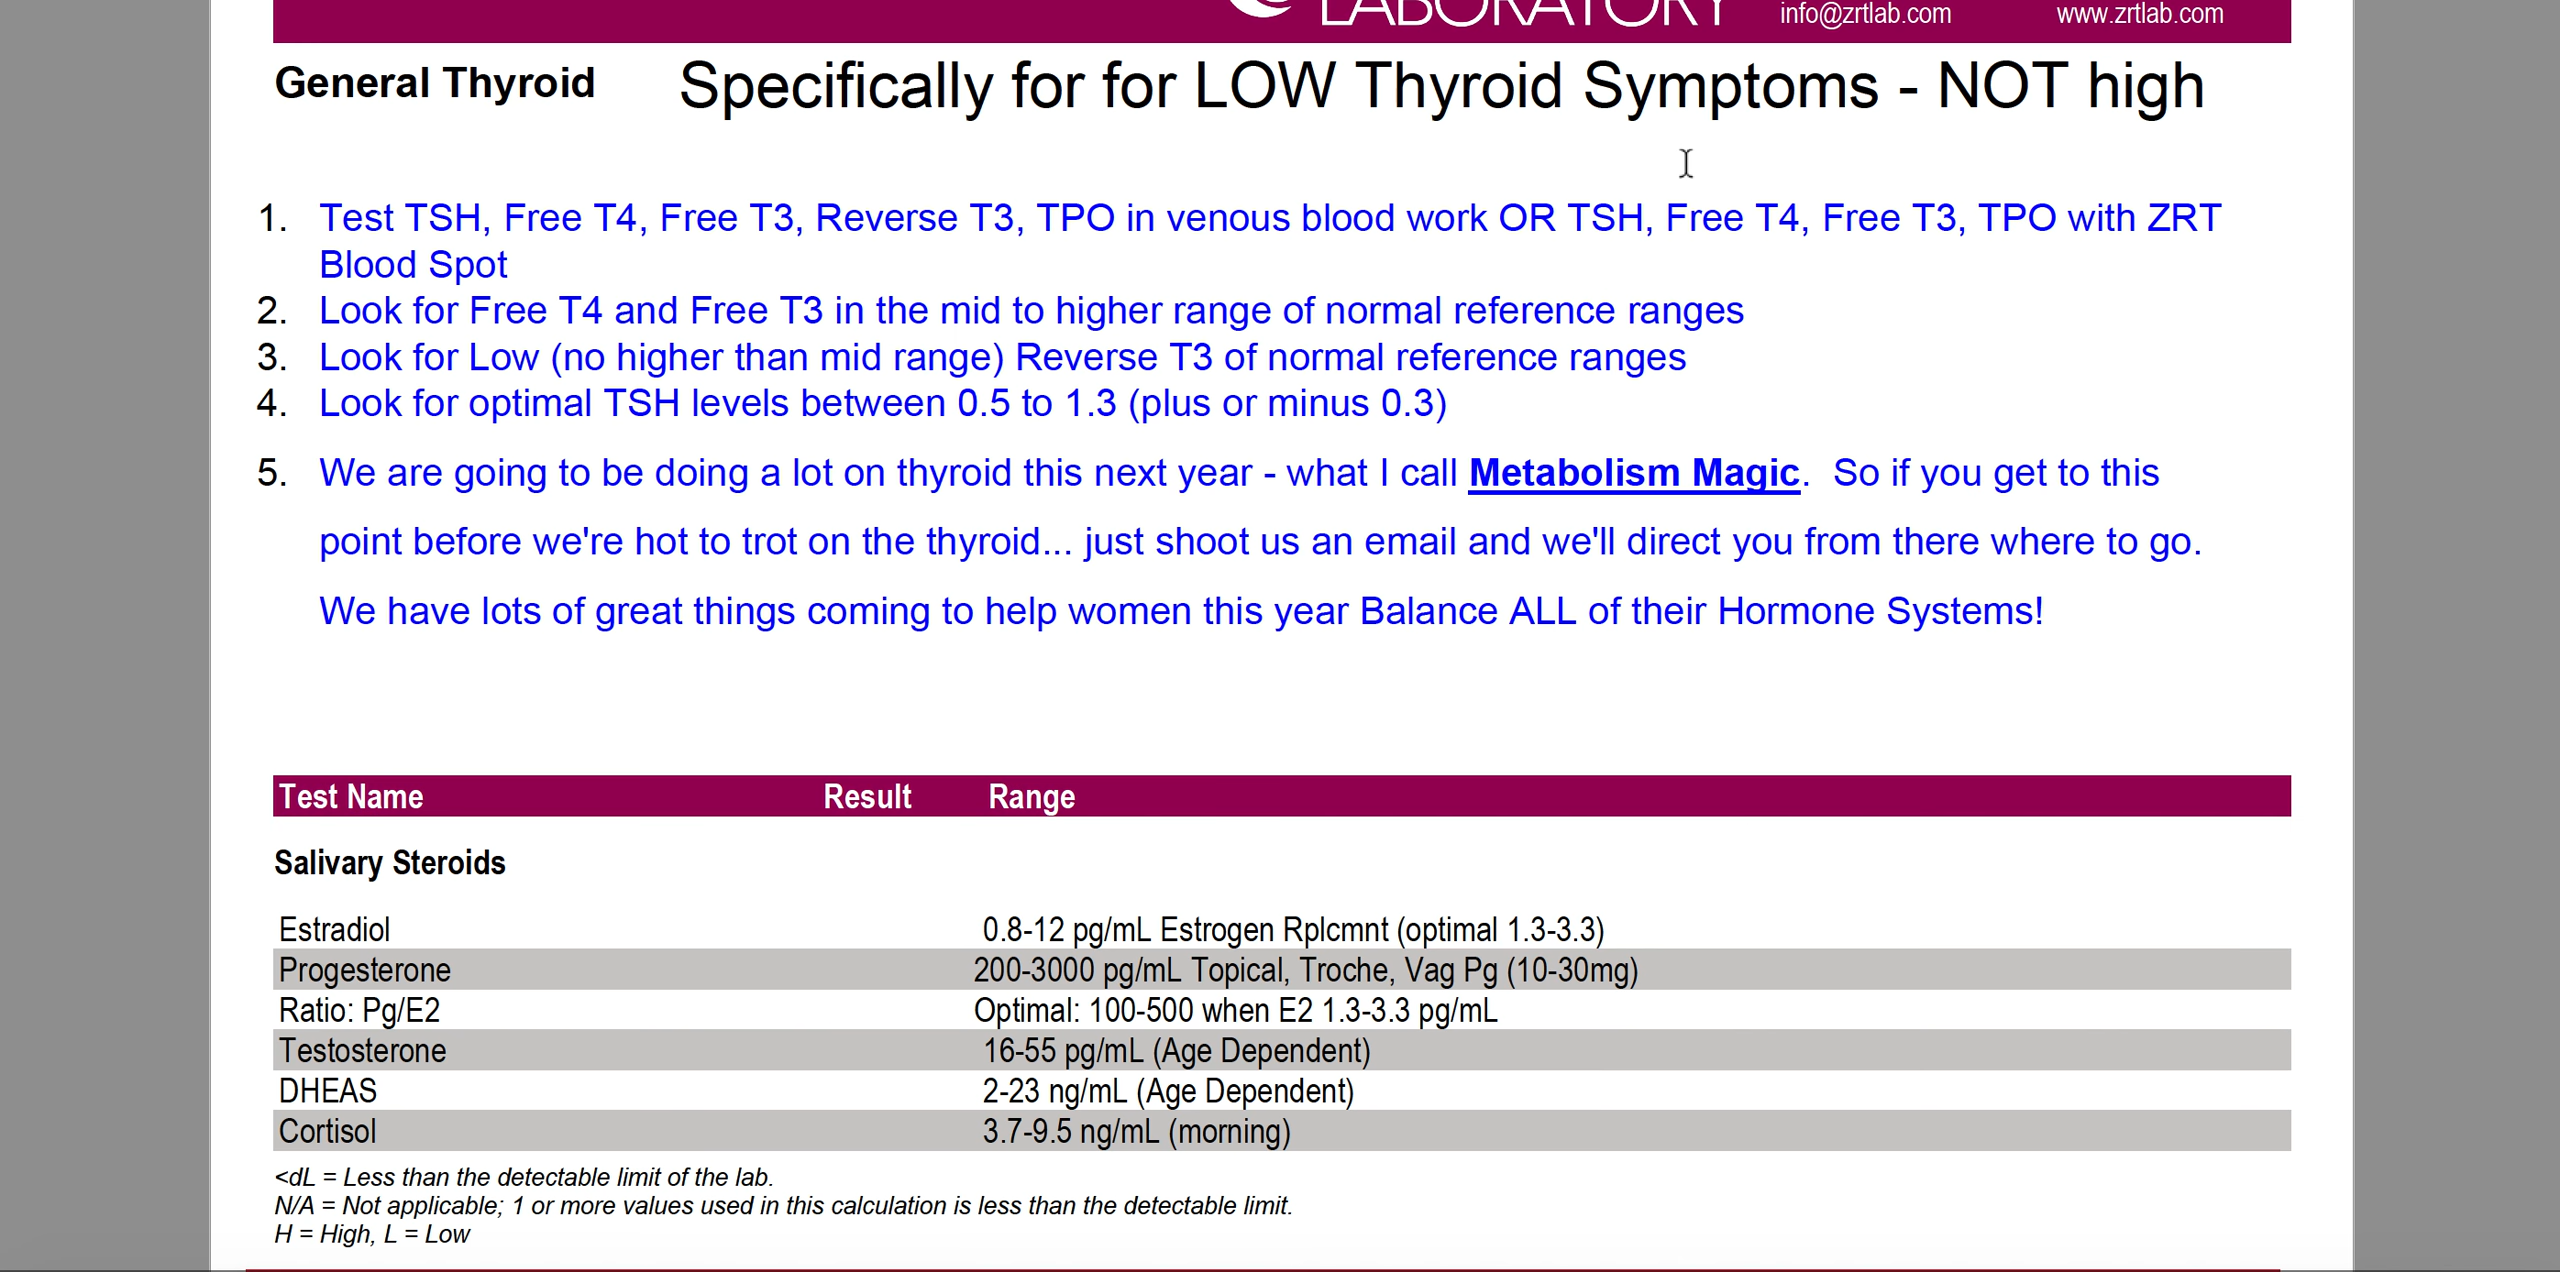 LABORATORY info@zrtlab.com www.zrtlab.com
General Thyroid Specifically for for LOW Thyroid Symptoms - NOT high
1. Test TSH, Free T4, Free T3, Reverse T3, TPO in venous blood work OR TSH, Free T4, Free T3, TPO with ZRT
Blood Spot
2. Look for Free T4 and Free T3 in the mid to higher range of normal reference ranges
3. Look for Low (no higher than mid range) Reverse T3 of normal reference ranges
4. Look for optimal TSH levels between 0.5 to 1.3 (plus or minus 0.3)
5. We are going to be doing a lot on thyroid this next year - what I call Metabolism Magic. So if you get to this
point before we're hot to trot on the thyroid... just shoot us an email and we'll direct you from there where to go.
We have lots of great things coming to help women this year Balance ALL of their Hormone Systems!
Test Name Result Range
Salivary Steroids
Estradiol 0.8-12 pg/mL Estrogen Rplcmnt (optimal 1.3-3.3)
Progesterone 200-3000 pg/mL Topical, Troche, Vag Pg (10-30mg)
Ratio: Pg/E2 Optimal: 100-500 when E2 1.3-3.3 pg/mL
Testosterone 16-55 pg/mL (Age Dependent)
DHEAS 2-23 ng/mL (Age Dependent)
Cortisol 3.7-9.5 ng/mL (morning)
<dL = Less than the detectable limit of the lab.
N/A = Not applicable; 1 or more values used in this calculation is less than the detectable limit.
H = High, L = Low